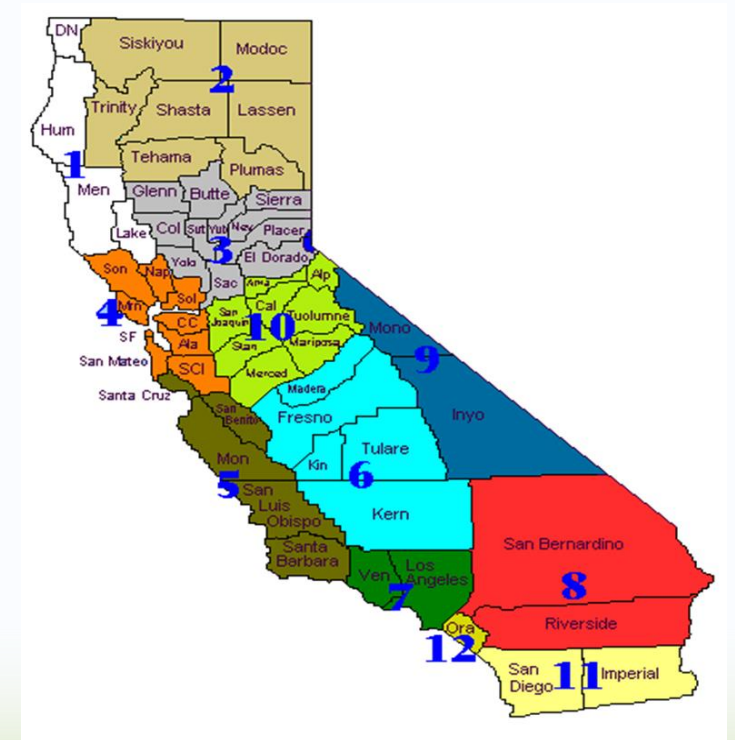 DN
Siskiyou
Modoc
2
Trinity
Shasta
Lassen
Hum
1
Tehama
Plumas
Men
Glenn
Butte
Sierra
Lake
Col
Sut
Yub
Nev
Placer
3
Yolo
El Dorado
Son
Nap
Sac
Alp
Sol
Ama
4
Mrn
San
Joaquin
Cal
Tuolumne
10
CC
SF
Ala
Stan
Mariposa
Mono
9
San Mateo
SCl
Merced
Santa Cruz
Madera
San
Benito
Fresno
Inyo
Mon
Tulare
Kin
6
5
San
Luis
Obispo
Kern
Santa
Barbara
San Bernardino
Ven
Los
Angeles
7
8
Ora
12
Riverside
San
Diego
11
Imperial